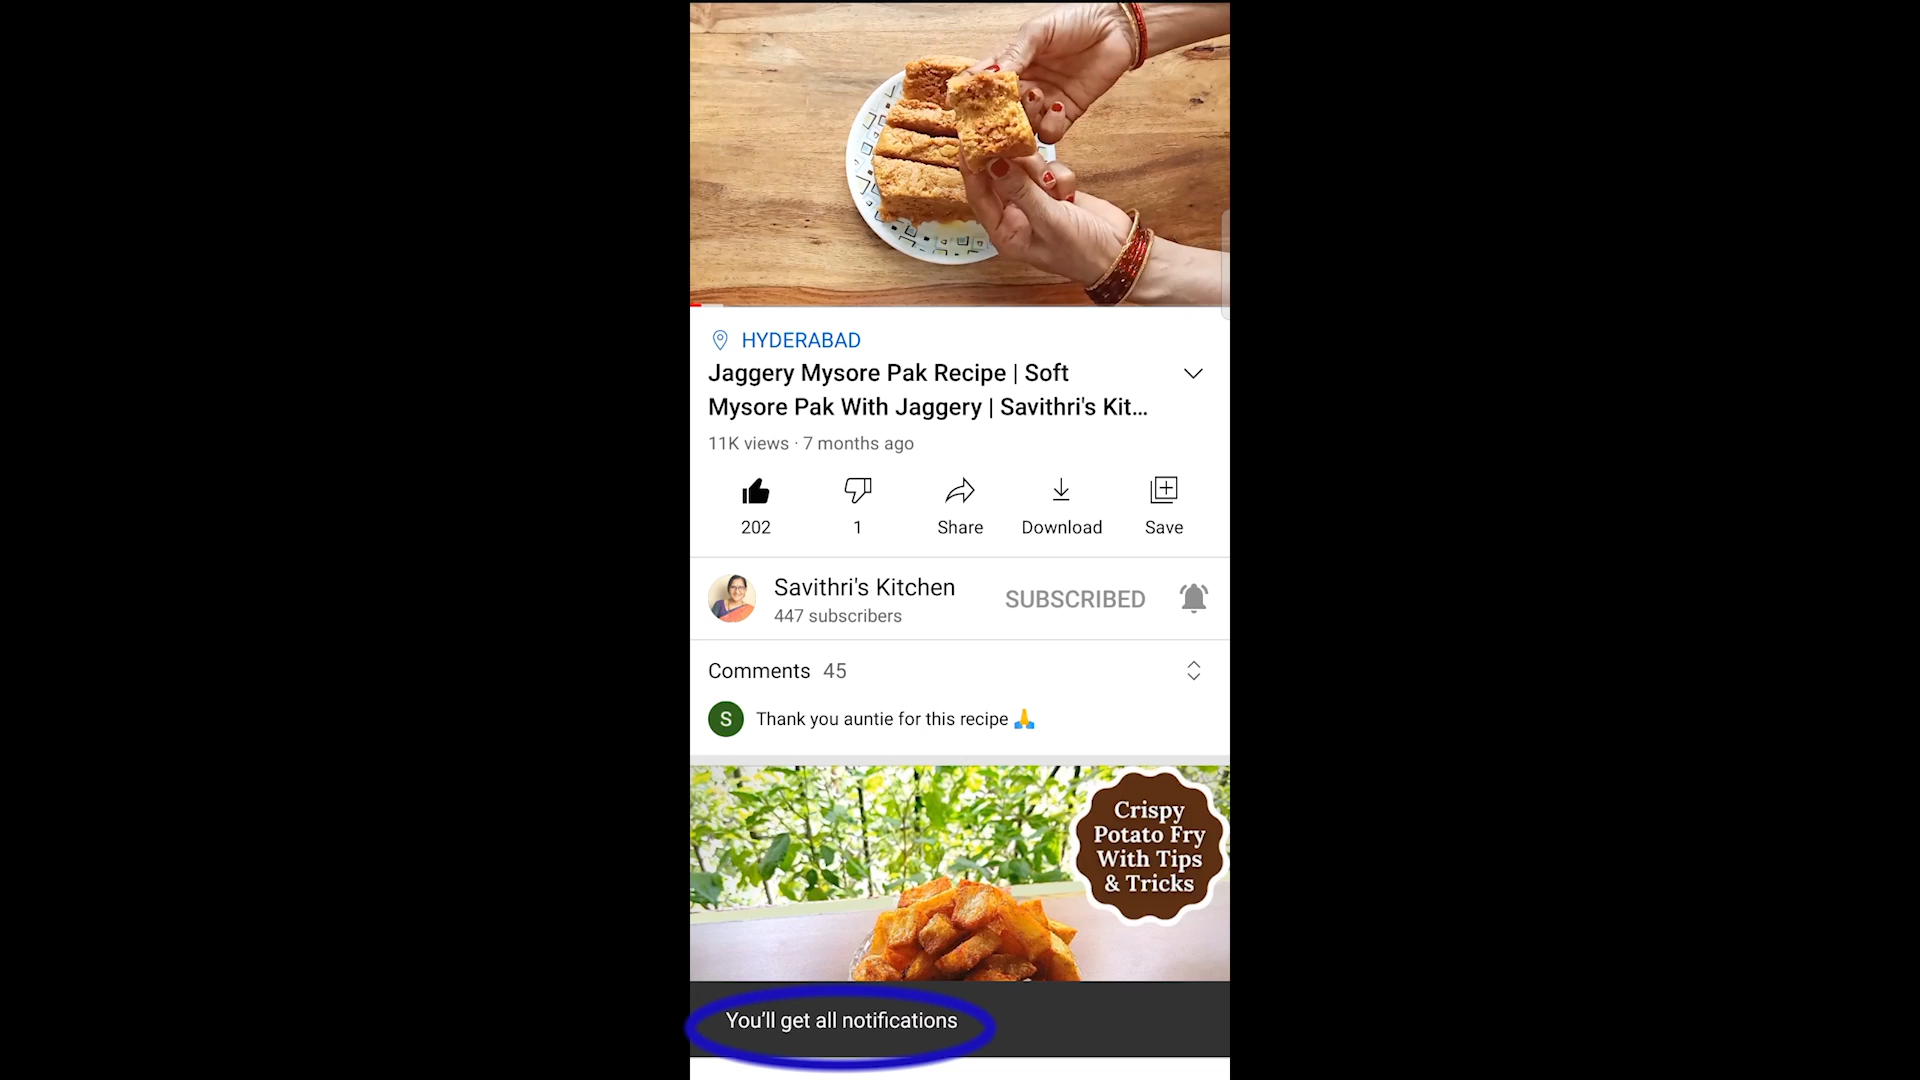 HYDERABAD
Jaggery Mysore Pak Recipe | Soft
Mysore Pak With Jaggery | Savithri's Kit...
11K views · 7 months ago
202
1
Share
Download
Save
Savithri's Kitchen
447 subscribers
SUBSCRIBED
Comments 45
S
Thank you auntie for this recipe 🙏
Crispy
Potato Fry
With Tips
& Tricks
You'll get all notifications